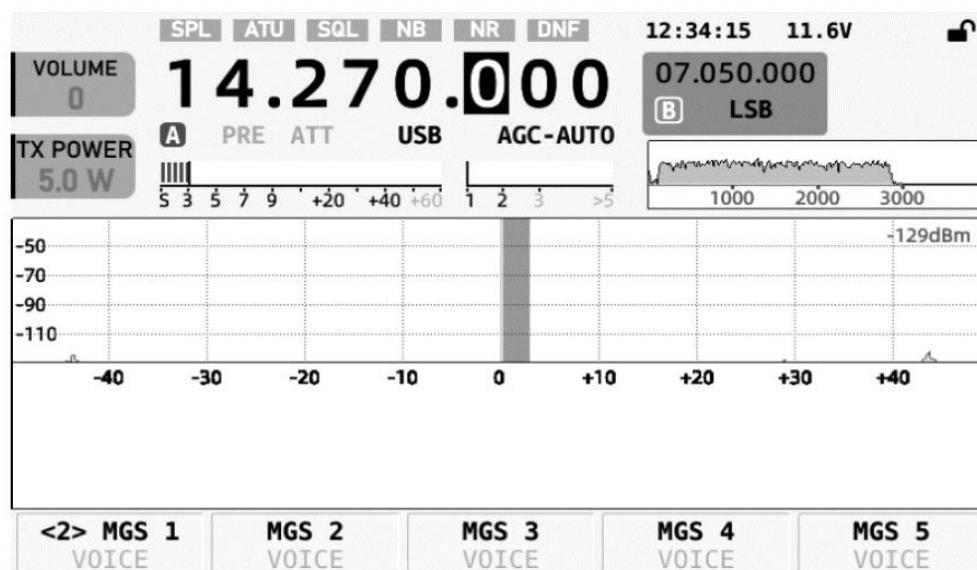 SPL ATU SQL NB NR DNF 12:34:15 11.6V
VOLUME
0
14.270.000
07.050.000
B LSB
A PRE ATT USB AGC-AUTO
TX POWER
5.0 W
S 3 5 7 9 +20 +40 +60
1 2 3 >5
1000 2000 3000
-129dBm
-50
-70
-90
-110
-40 -30 -20 -10 0 +10 +20 +30 +40
<2> MGS 1 MGS 2 MGS 3 MGS 4 MGS 5
VOICE VOICE VOICE VOICE VOICE